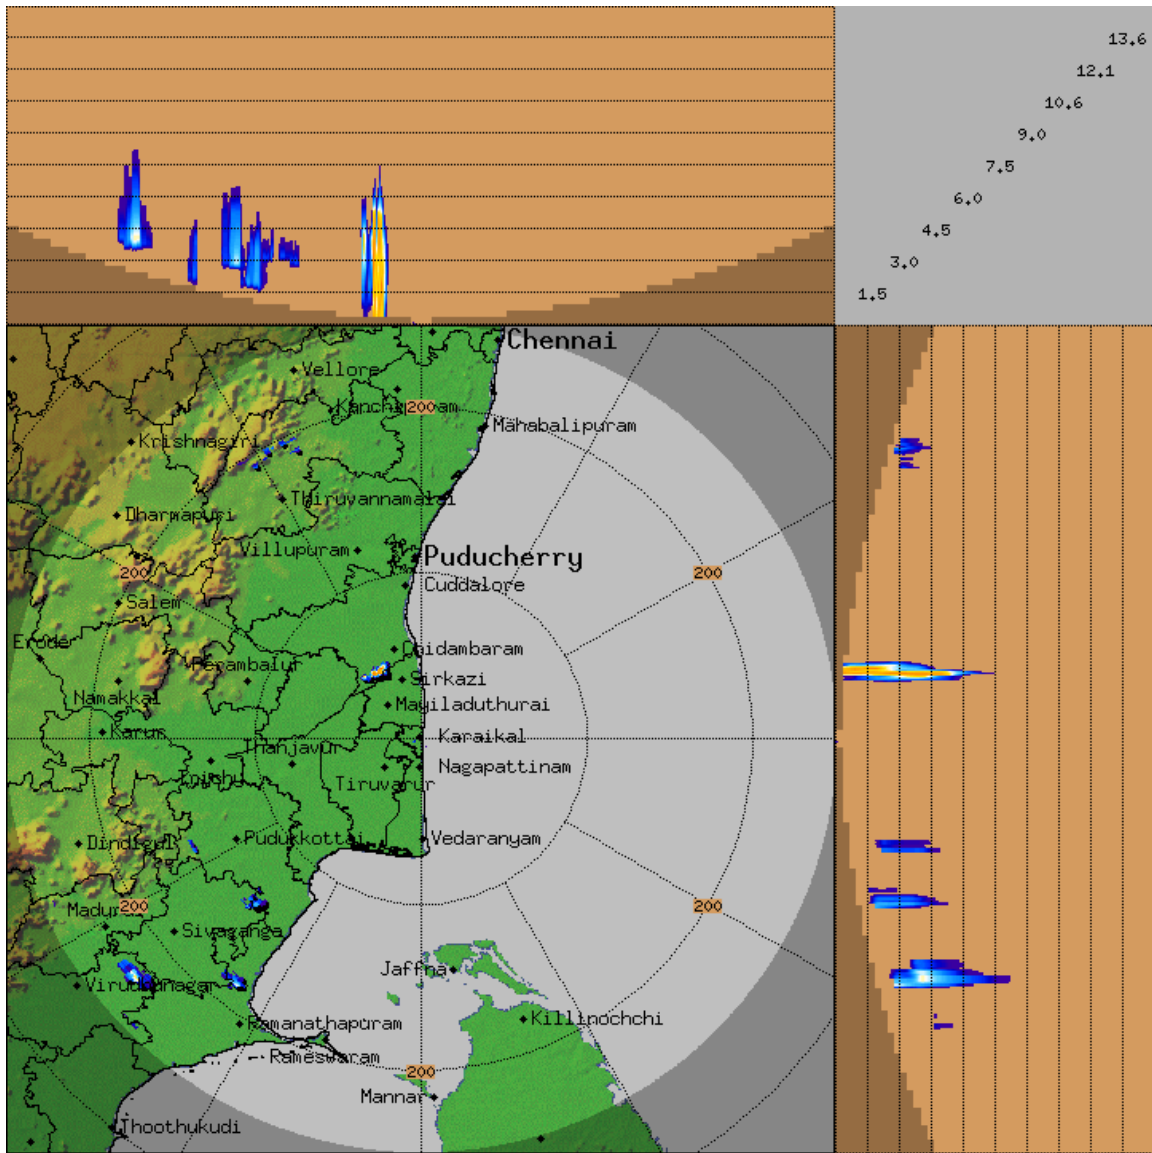 13.6
12.1
10.6
9.0
7.5
6.0
4.5
3.0
1.5
Chennai
Vellore
Kanchipuram
200
Mahabalipuram
Krishnagiri
Thiruvannamalai
Dharmapuri
Villupuram
Puducherry
200
200
Cuddalore
Salem
Erode
Chidambaram
Perambalur
Sirkazi
Namakkal
Mayiladuthurai
Karur
Karaikal
Thanjavur
Trichy
Nagapattinam
Tiruvarur
Dindigul
Pudukkottai
Vedaranyam
200
200
Madurai
Sivaganga
Jaffna
Virudhunagar
Ramanathapuram
Killinochchi
Rameswaram
200
Mannar
Thoothukudi